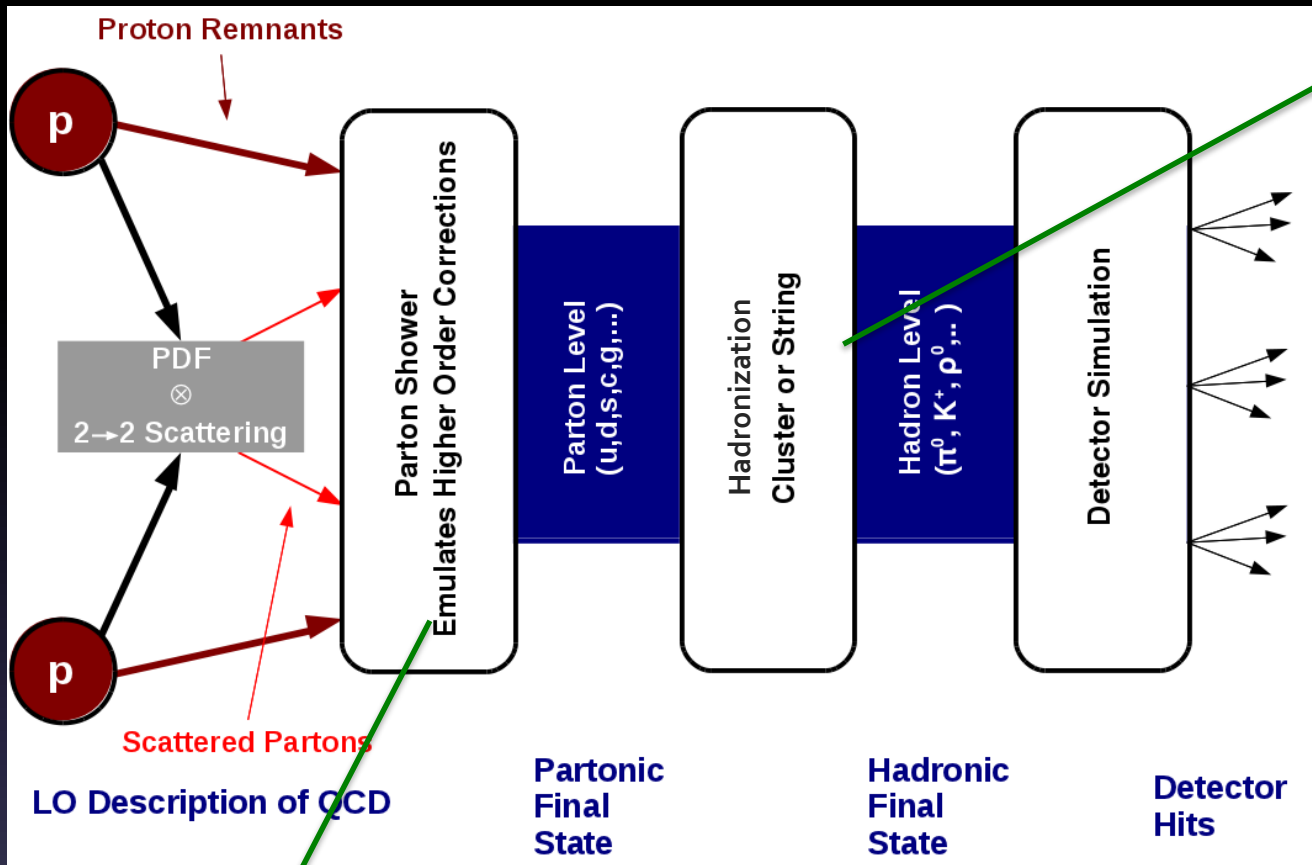 Proton Remnants
p
PDF
⊗
2→2 Scattering
p
Scattered Partons
LO Description of QCD
Parton Shower
Emulates Higher Order Corrections
Parton Level
(u,d,s,c,g,...)
Partonic
Final
State
Hadronization
Cluster or String
Hadron Level
(π⁰, K⁺, ρ⁰,.. )
Hadronic
Final
State
Detector Simulation
Detector
Hits